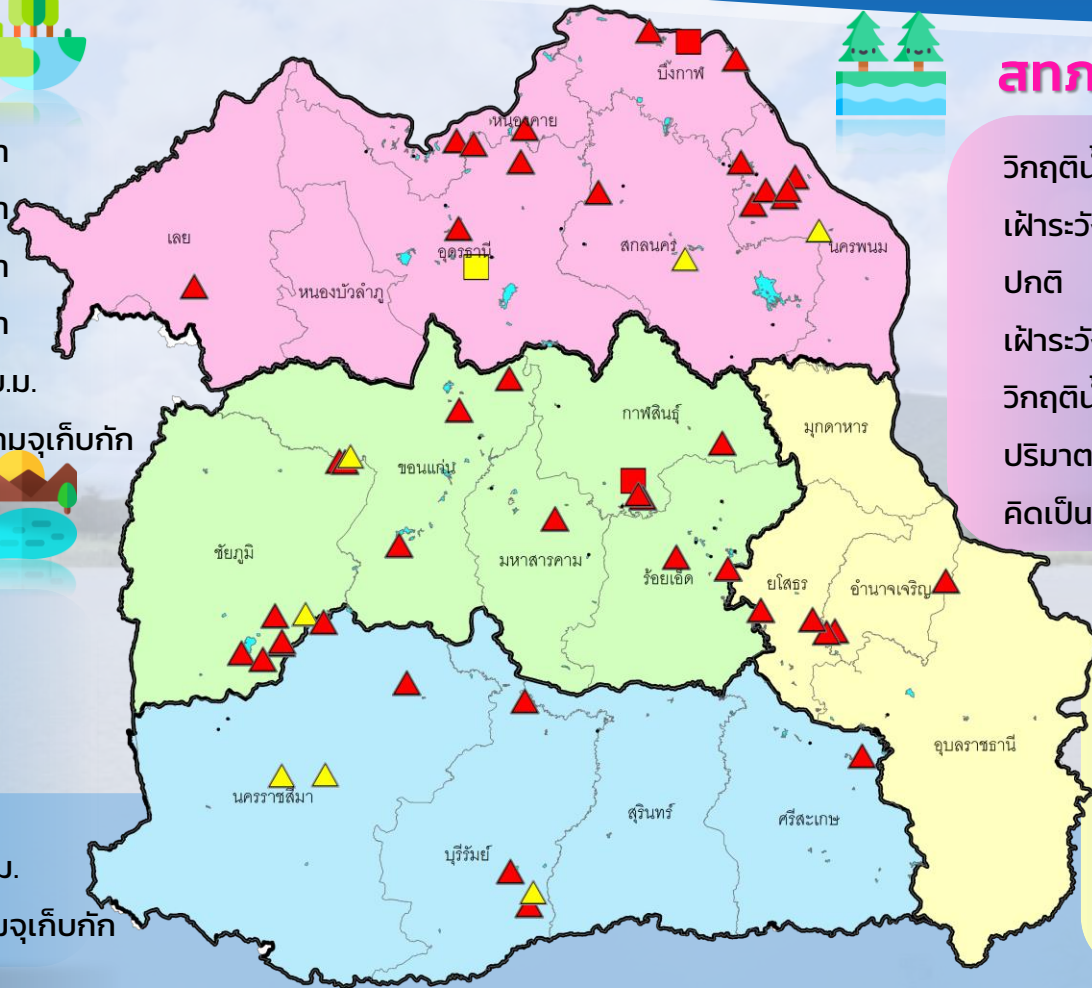 สทภ
วิกฤติน้
เฝ้าระวั
ปกติ
เฝ้าระวั
วิกฤติน้
ปริมาต
คิดเป็น
า
า
า
า
.ม.
ามจุเก็บกัก
ม.
มจุเก็บกัก
บึงกาฬ
หนองคาย
เลย
อุดรธานี
สกลนคร
นครพนม
หนองบัวลำภู
กาฬสินธุ์
มุกดาหาร
ขอนแก่น
ชัยภูมิ
มหาสารคาม
ร้อยเอ็ด
ยโสธร
อำนาจเจริญ
อุบลราชธานี
นครราชสีมา
บุรีรัมย์
สุรินทร์
ศรีสะเกษ